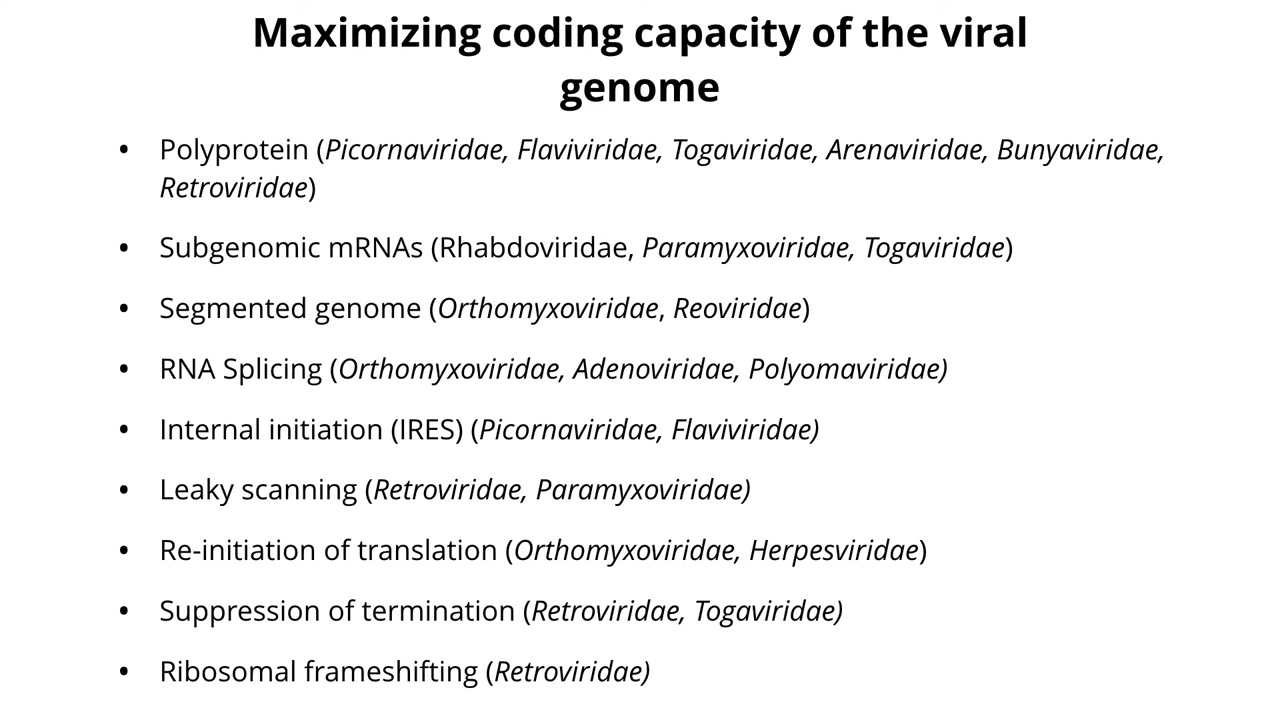 Maximizing coding capacity of the viral
genome
• Polyprotein (Picornaviridae, Flaviviridae, Togaviridae, Arenaviridae, Bunyaviridae,
Retroviridae)
• Subgenomic mRNAs (Rhabdoviridae, Paramyxoviridae, Togaviridae)
• Segmented genome (Orthomyxoviridae, Reoviridae)
• RNA Splicing (Orthomyxoviridae, Adenoviridae, Polyomaviridae)
• Internal initiation (IRES) (Picornaviridae, Flaviviridae)
• Leaky scanning (Retroviridae, Paramyxoviridae)
• Re-initiation of translation (Orthomyxoviridae, Herpesviridae)
• Suppression of termination (Retroviridae, Togaviridae)
• Ribosomal frameshifting (Retroviridae)